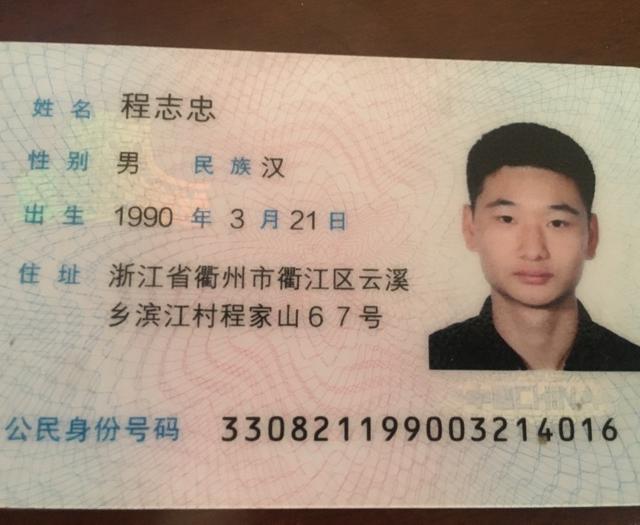 姓名 程志忠
性别 男 民族 汉
出生 1990 年 3 月 21 日
住址 浙江省衢州市衢江区云溪
乡滨江村程家山67号
公民身份号码 330821199003214016